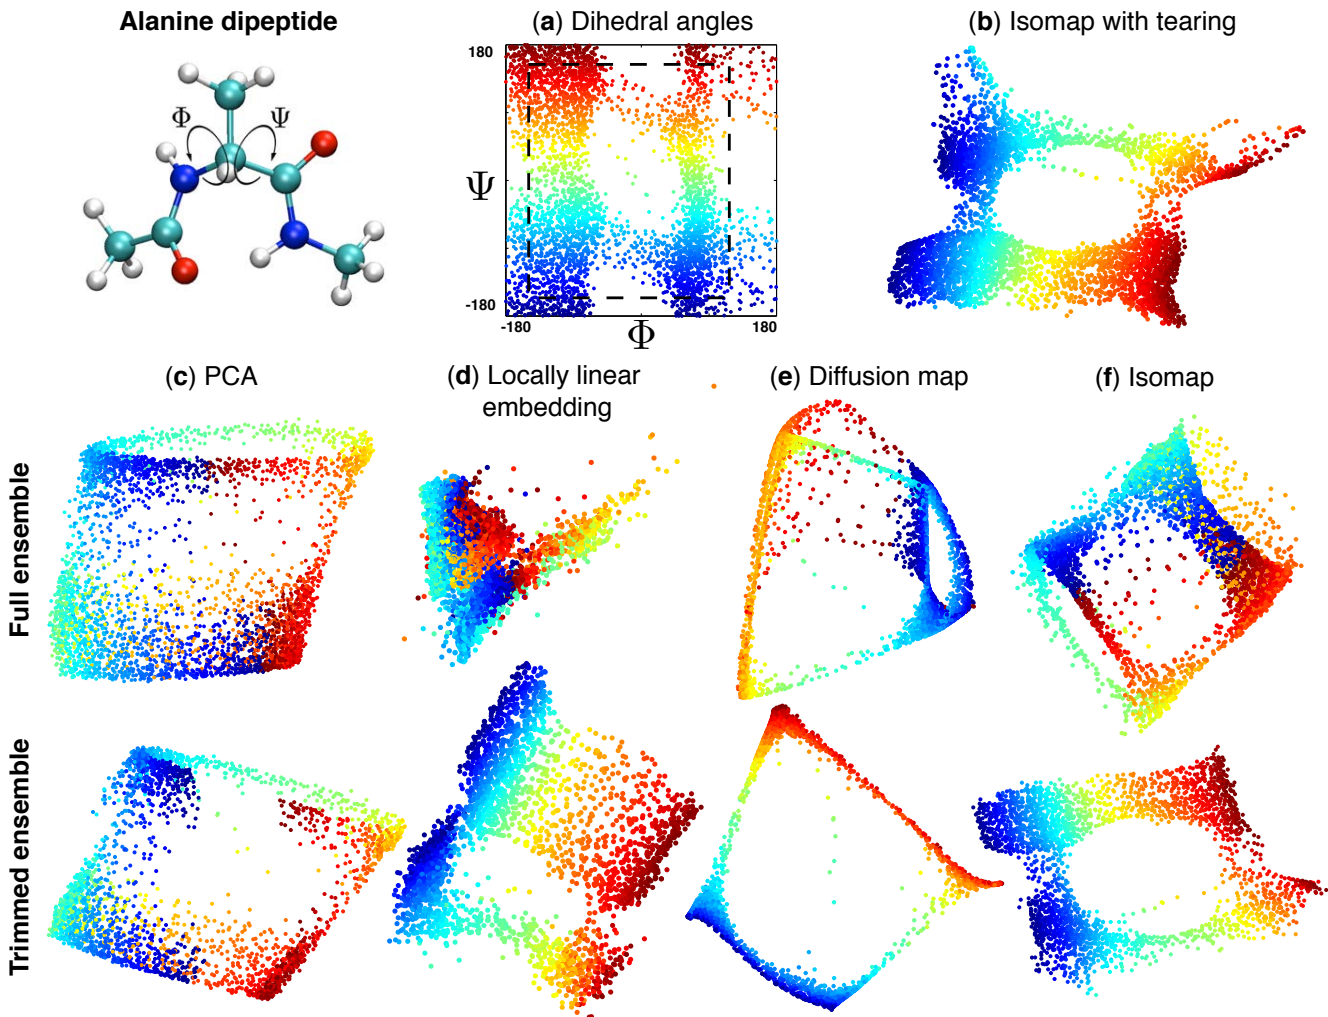 Alanine dipeptide
(a) Dihedral angles
(b) Isomap with tearing
Φ
Ψ
180
Ψ
-180
-180
Φ
180
(c) PCA
(d) Locally linear
embedding
(e) Diffusion map
(f) Isomap
Full ensemble
Trimmed ensemble